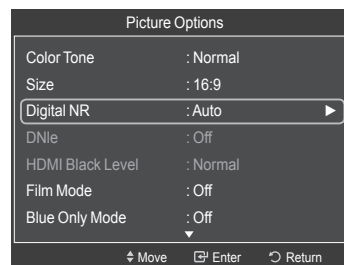 Picture Options
Color Tone : Normal
Size : 16:9
Digital NR : Auto ►
DNIe : Off
HDMI Black Level : Normal
Film Mode : Off
Blue Only Mode : Off
▼
Move Enter Return